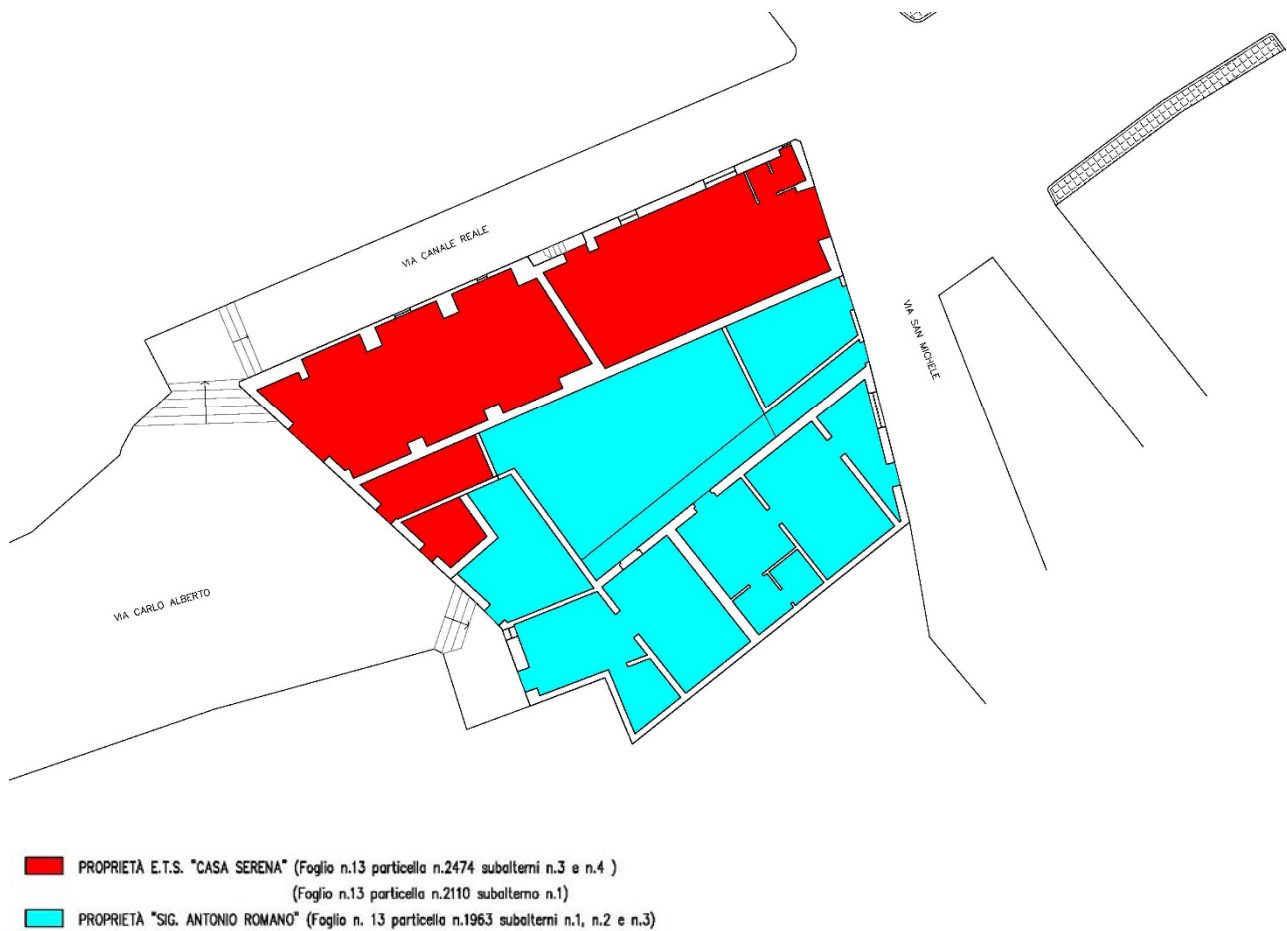 VIA CANALE REALE
VIA SAN MICHELE
VIA CARLO ALBERTO
PROPRIETÀ E.T.S. "CASA SERENA" (Foglio n.13 particella n.2474 subalterni n.3 e n.4 )
(Foglio n.13 particella n.2110 subalterno n.1)
PROPRIETÀ "SIG. ANTONIO ROMANO" (Foglio n. 13 particella n.1963 subalterni n.1, n.2 e n.3)